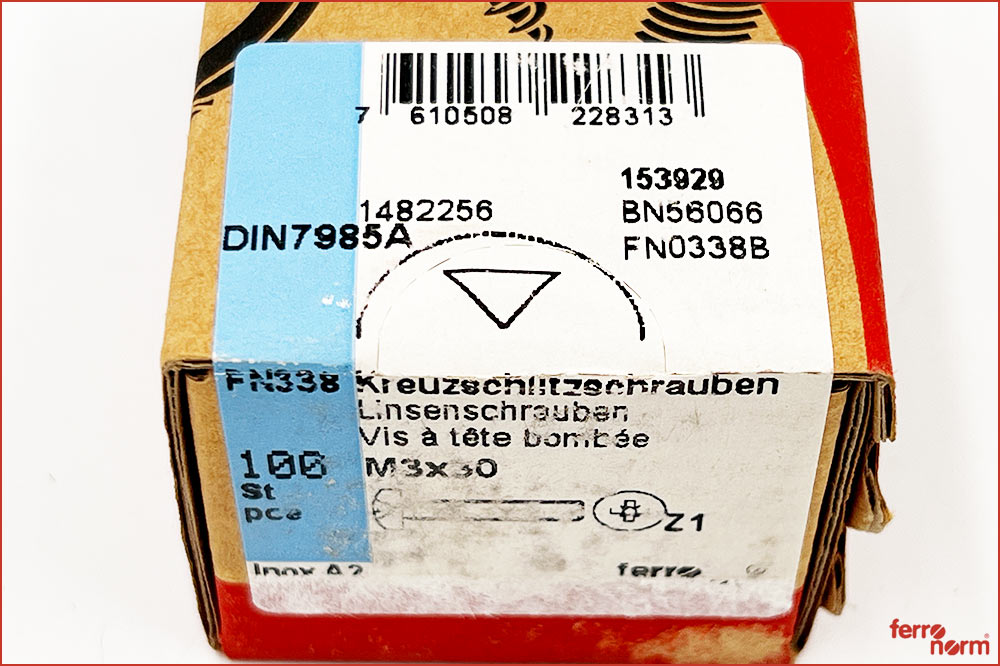 7 610508 228313
153929
1482256 BN56066
DIN7985A FN0338B
FN338 Kreuzschlitzschrauben
Linsenschrauben
Vis à tête bombée
100 M3x30
St
pce
Z1
Inox A2 ferro
ferro
norm